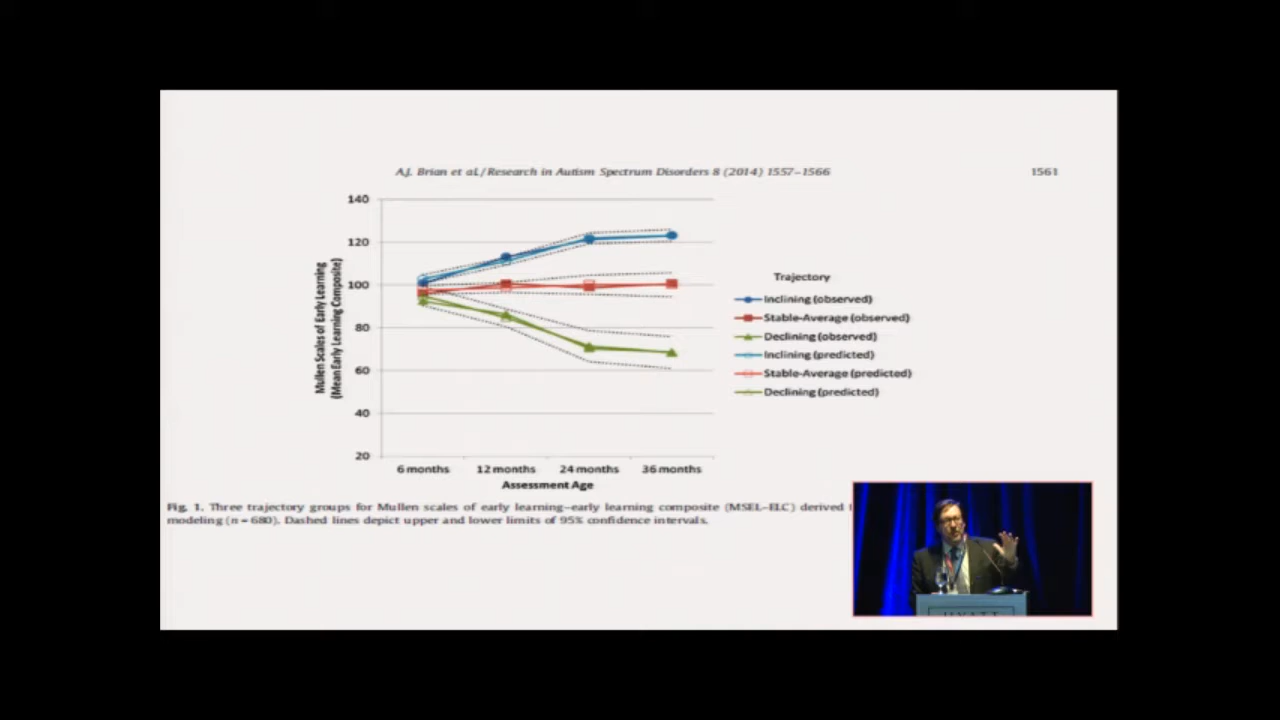 A.J. Brian et al./Research in Autism Spectrum Disorders 8 (2014) 1557–1566 1561
140
120
100
80
60
40
20
Mullen Scales of Early Learning
(Mean Early Learning Composite)
6 months 12 months 24 months 36 months
Assessment Age
Trajectory
Inclining (observed)
Stable-Average (observed)
Declining (observed)
Inclining (predicted)
Stable-Average (predicted)
Declining (predicted)
Fig. 1. Three trajectory groups for Mullen scales of early learning–early learning composite (MSEL–ELC) derived
modeling (n = 680). Dashed lines depict upper and lower limits of 95% confidence intervals.
HYATT